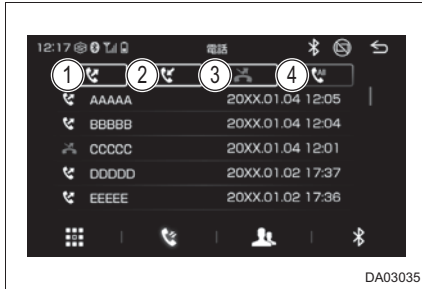 12:17 電話
1 2 3 4 All
AAAAA 20XX.01.04 12:05
BBBBB 20XX.01.04 12:04
CCCCC 20XX.01.04 12:01
DDDDD 20XX.01.02 17:37
EEEEE 20XX.01.02 17:36
DA03035